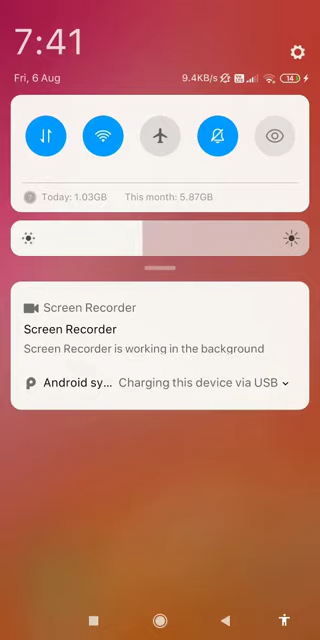 7:41
Fri, 6 Aug
9.4KB/s
14
Today: 1.03GB This month: 5.87GB
Screen Recorder
Screen Recorder
Screen Recorder is working in the background
Android sy... Charging this device via USB